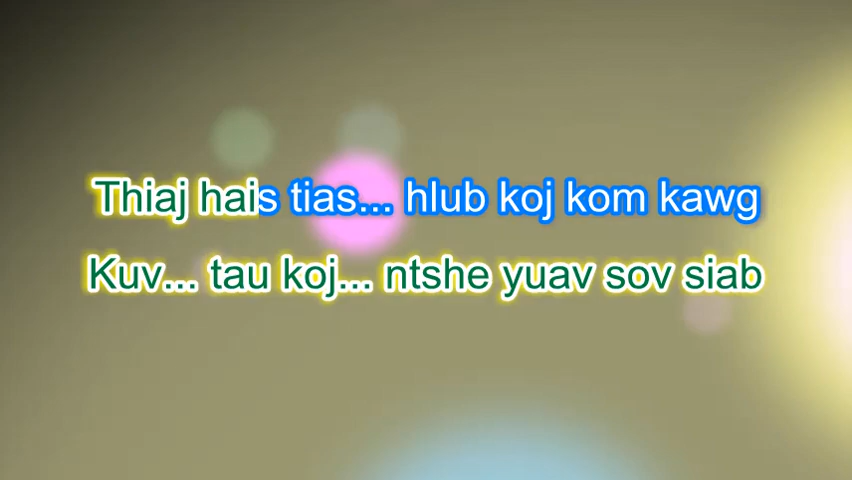 Thiaj hais tias... hlub koj kom kawg
Kuv... tau koj... ntshe yuav sov siab